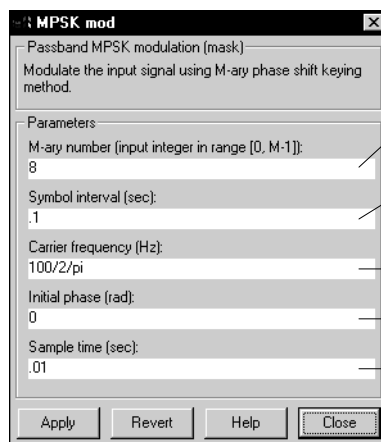 MPSK mod
Passband MPSK modulation (mask)
Modulate the input signal using M-ary phase shift keying
method.
Parameters
M-ary number (input integer in range [0, M-1]):
8
Symbol interval (sec):
.1
Carrier frequency (Hz):
100/2/pi
Initial phase (rad):
0
Sample time (sec):
.01
Apply Revert Help Close